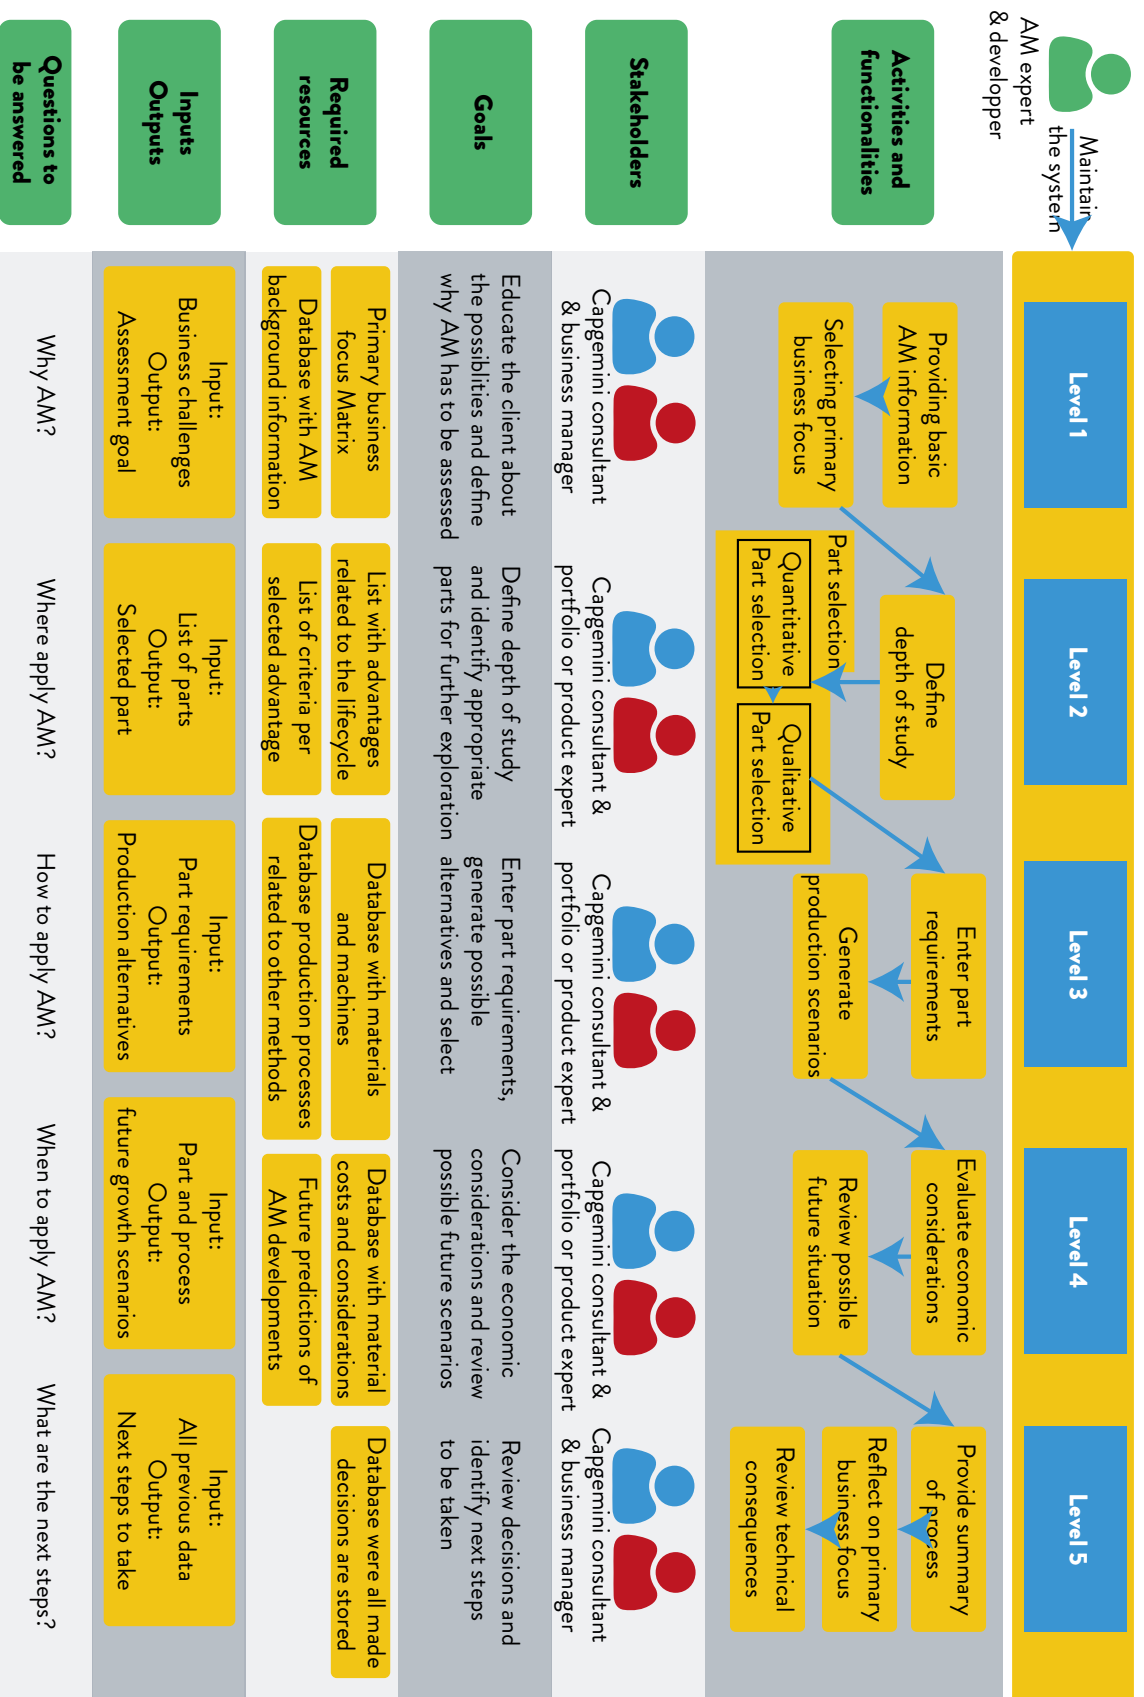 AM expert
& developper
Maintain
the system
Level 1
Level 2
Level 3
Level 4
Level 5
Activities and
functionalities
Providing basic
AM information
Selecting primary
business focus
Define
depth of study
Part selection
Quantitative
Part selection
Qualitative
Part selection
Enter part
requirements
Generate
production scenarios
Evaluate economic
considerations
Review possible
future situation
Provide summary
of process
Reflect on primary
business focus
Review technical
consequences
Stakeholders
Capgemini consultant
& business manager
Capgemini consultant &
portfolio or product expert
Capgemini consultant &
portfolio or product expert
Capgemini consultant &
portfolio or product expert
Capgemini consultant
& business manager
Goals
Educate the client about
the possiblities and define
why AM has to be assessed
Define depth of study
and identify appropriate
parts for further exploration
Enter part requirements,
generate possible
alternatives and select
Consider the economic
considerations and review
possible future scenarios
Review decisions and
identify next steps
to be taken
Required
resources
Primary business
focus Matrix
Database with AM
background information
List with advantages
related to the lifecycle
List of criteria per
selected advantage
Database with materials
and machines
Database production processes
related to other methods
Database with material
costs and considerations
Future predictions of
AM developments
Database were all made
decisions are stored
Inputs
Outputs
Input:
Business challenges
Output:
Assessment goal
Input:
List of parts
Output:
Selected part
Input:
Part requirements
Output:
Production alternatives
Input:
Part and process
Output:
future growth scenarios
Input:
All previous data
Output:
Next steps to take
Questions to
be answered
Why AM?
Where apply AM?
How to apply AM?
When to apply AM?
What are the next steps?